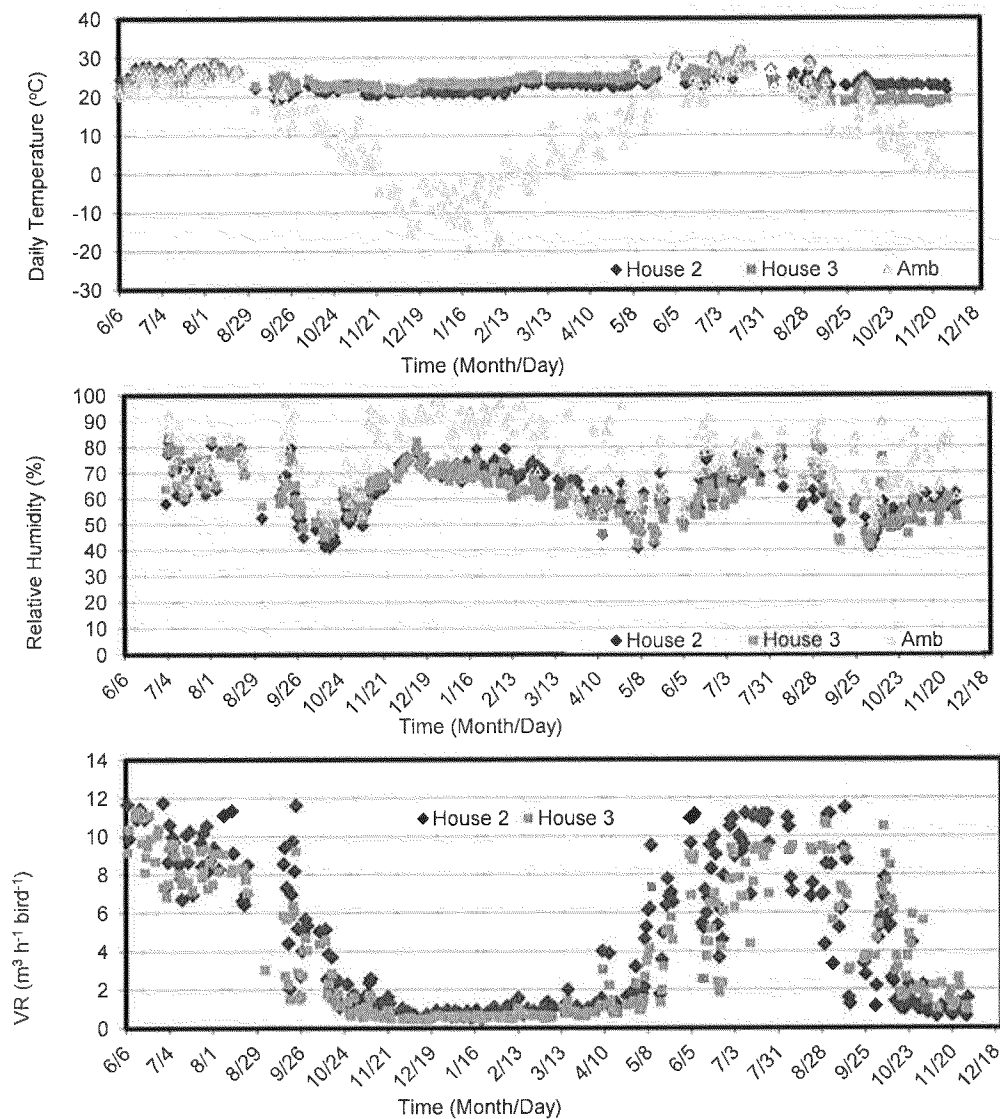 40
30
20
10
0
-10
-20
-30
Daily Temperature (ºC)
House 2 House 3 Amb
6/6 7/4 8/1 8/29 9/26 10/24 11/21 12/19 1/16 2/13 3/13 4/10 5/8 6/5 7/3 7/31 8/28 9/25 10/23 11/20 12/18
Time (Month/Day)
100
90
80
70
60
50
40
30
20
10
0
Relative Humidity (%)
House 2 House 3 Amb
6/6 7/4 8/1 8/29 9/26 10/24 11/21 12/19 1/16 2/13 3/13 4/10 5/8 6/5 7/3 7/31 8/28 9/25 10/23 11/20 12/18
Time (Month/Day)
14
12
10
8
6
4
2
0
VR (m³ h⁻¹ bird⁻¹)
House 2 House 3
6/6 7/4 8/1 8/29 9/26 10/24 11/21 12/19 1/16 2/13 3/13 4/10 5/8 6/5 7/3 7/31 8/28 9/25 10/23 11/20 12/18
Time (Month/Day)